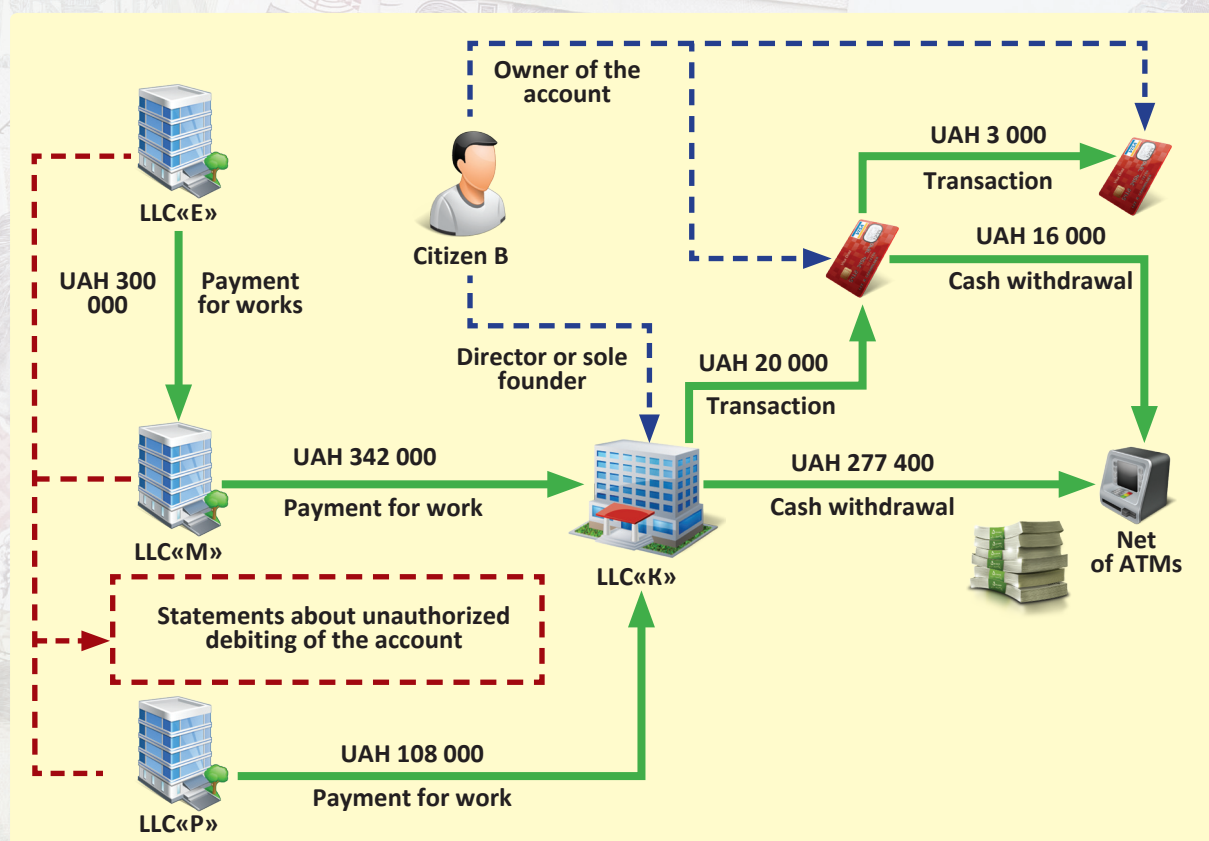 Owner of the
account
UAH 3 000
Transaction
LLC«E»
Citizen B
UAH 16 000
Cash withdrawal
UAH 300
000
Payment
for works
Director or sole
founder
UAH 20 000
Transaction
UAH 342 000
Payment for work
UAH 277 400
Cash withdrawal
LLC«M»
LLC«K»
Net
of ATMs
Statements about unauthorized
debiting of the account
UAH 108 000
Payment for work
LLC«P»